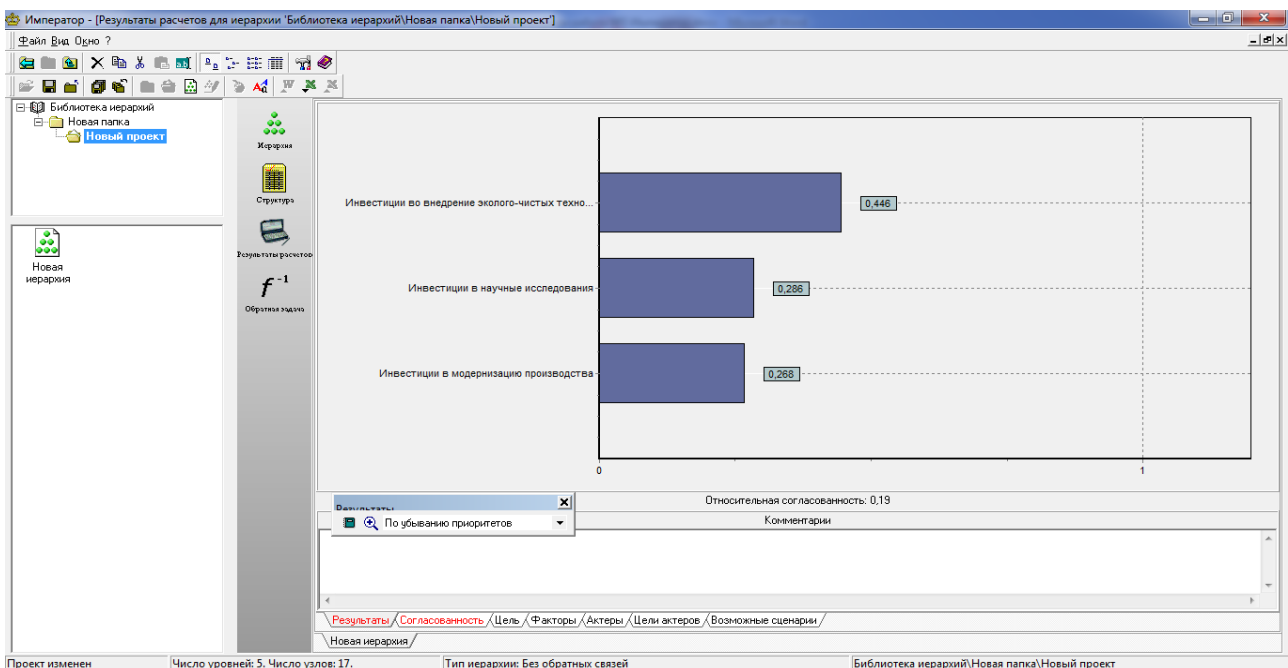 Император - [Результаты расчетов для иерархии 'Библиотека иерархий\Новая папка\Новый проект']
Файл Вид Окно ?
Библиотека иерархий
Новая папка
Новый проект
Новая
иерархия
Иерархия
Структура
Результаты расчетов
f⁻¹
Обратная задача
Инвестиции во внедрение эколого-чистых техно...
0,446
Инвестиции в научные исследования
0,286
Инвестиции в модернизацию производства
0,268
0 1
Относительная согласованность: 0,19
Результаты
По убыванию приоритетов
Комментарии
Результаты Согласованность Цель Факторы Актеры Цели актеров Возможные сценарии
Новая иерархия
Проект изменен Число уровней: 5. Число узлов: 17. Тип иерархии: Без обратных связей Библиотека иерархий\Новая папка\Новый проект